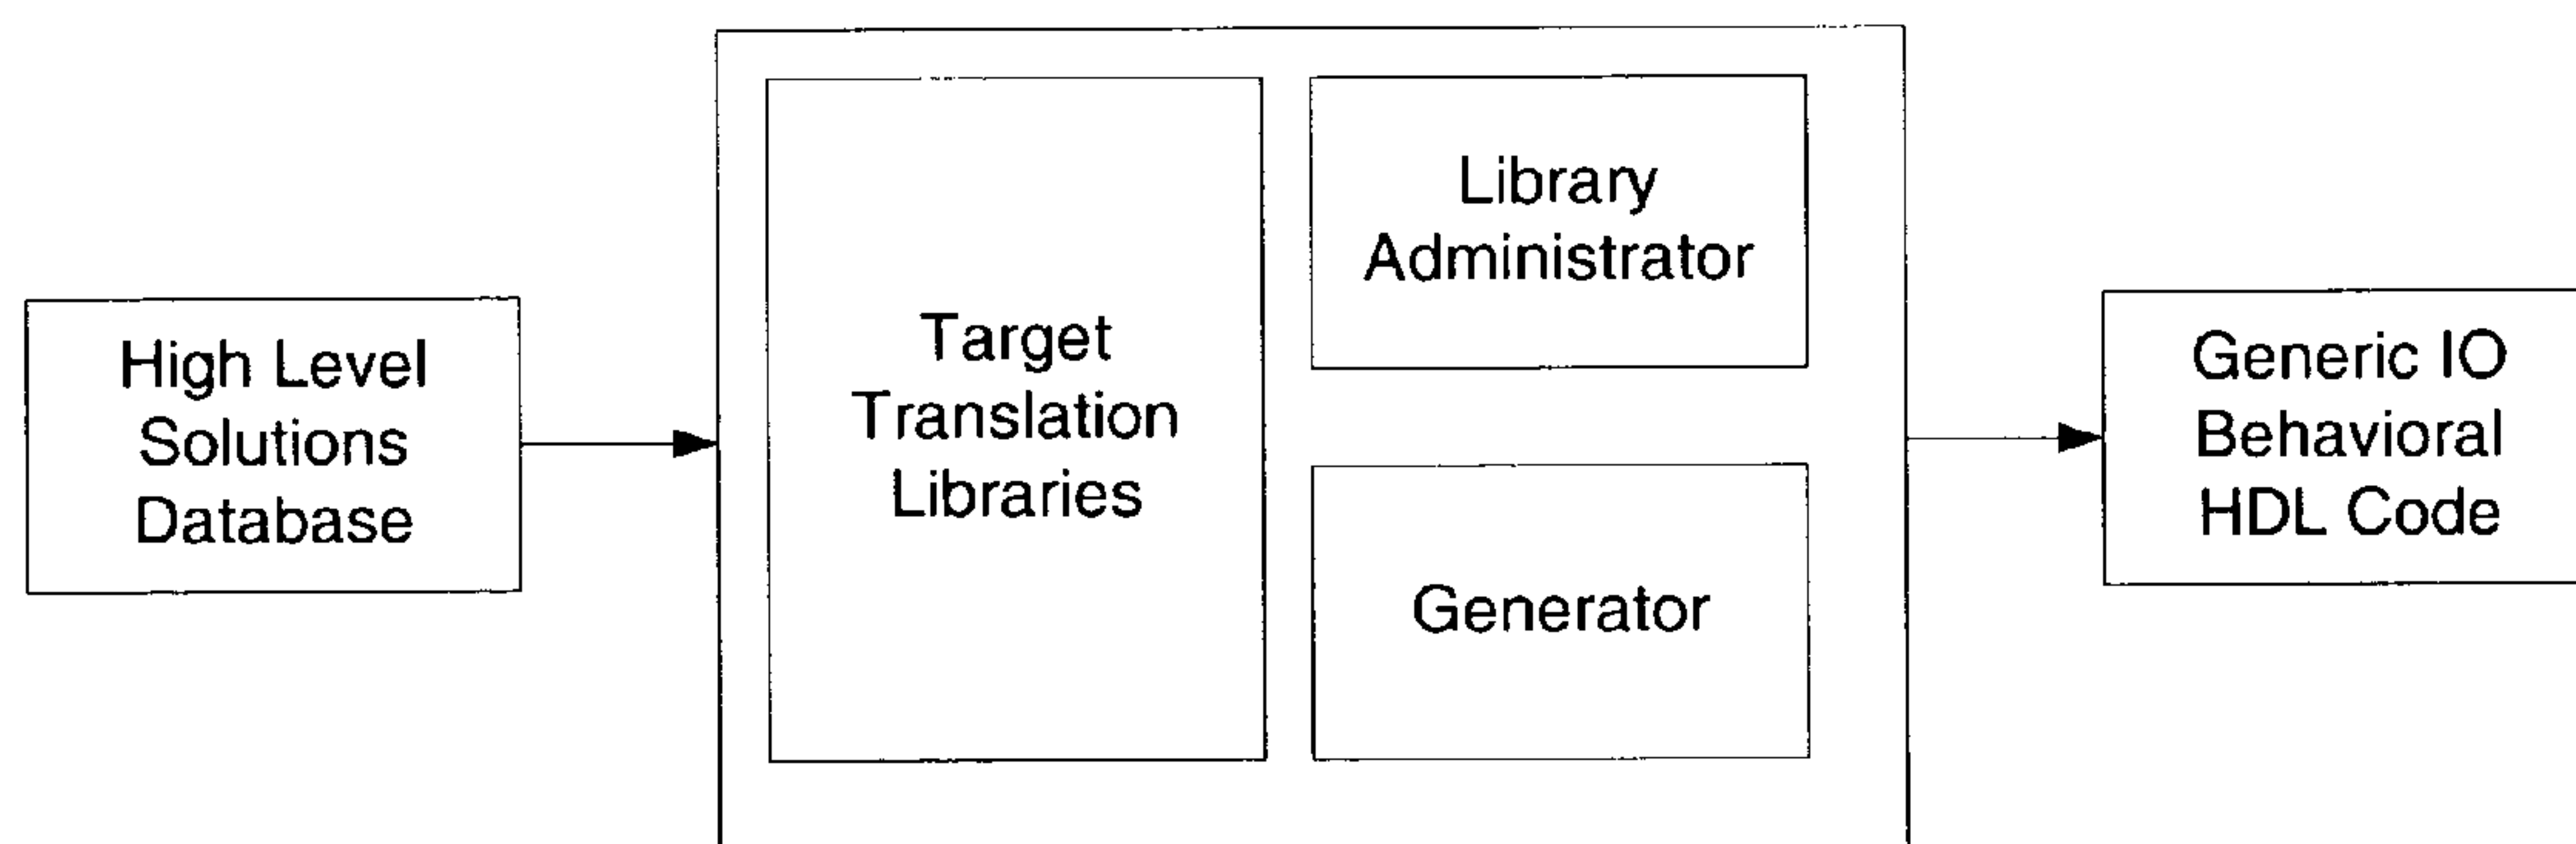 High Level
Solutions
Database
Target
Translation
Libraries
Library
Administrator
Generator
Generic IO
Behavioral
HDL Code